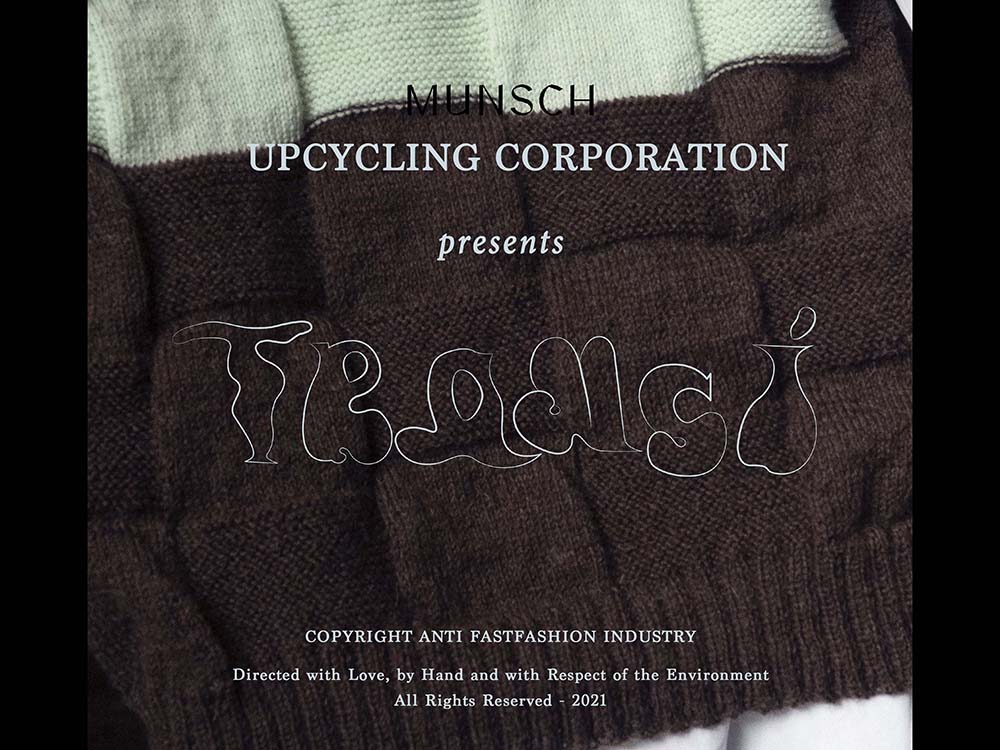 MUNSCH
UPCYCLING CORPORATION
presents
TRANSÍ
COPYRIGHT ANTI FASTFASHION INDUSTRY
Directed with Love, by Hand and with Respect of the Environment
All Rights Reserved - 2021